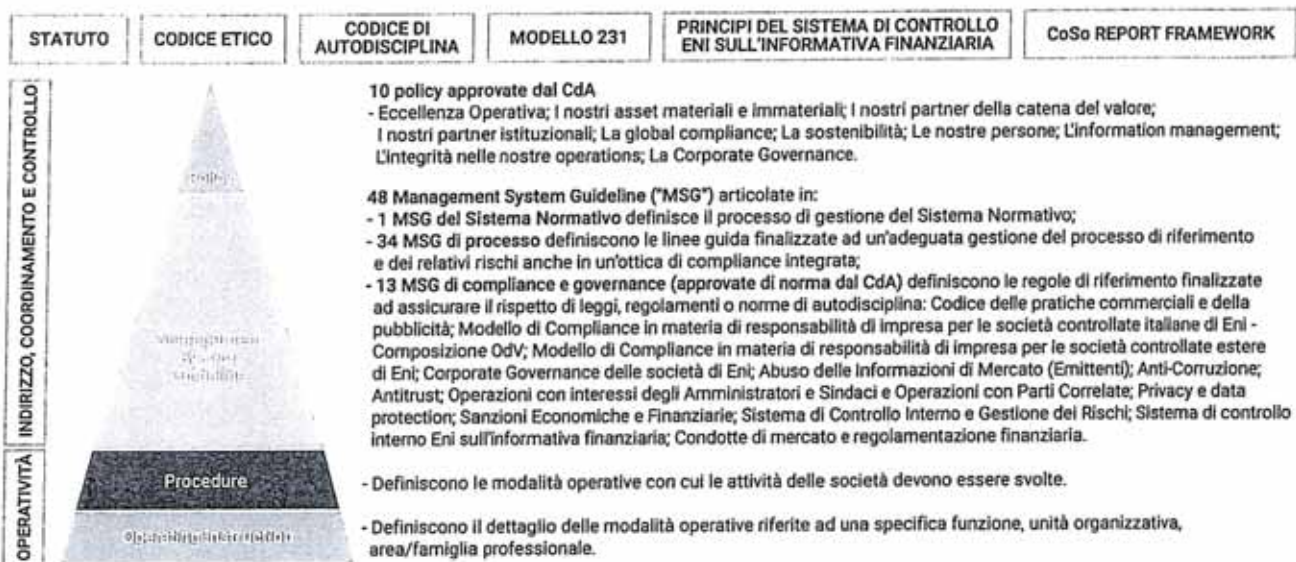 STATUTO
CODICE ETICO
CODICE DI
AUTODISCIPLINA
MODELLO 231
PRINCIPI DEL SISTEMA DI CONTROLLO
ENI SULL'INFORMATIVA FINANZIARIA
CoSo REPORT FRAMEWORK
INDIRIZZO, COORDINAMENTO E CONTROLLO
10 policy approvate dal CdA
- Eccellenza Operativa; I nostri asset materiali e immateriali; I nostri partner della catena del valore;
I nostri partner istituzionali; La global compliance; La sostenibilità; Le nostre persone; L'information management;
L'integrità nelle nostre operations; La Corporate Governance.
48 Management System Guideline ("MSG") articolate in:
- 1 MSG del Sistema Normativo definisce il processo di gestione del Sistema Normativo;
- 34 MSG di processo definiscono le linee guida finalizzate ad un'adeguata gestione del processo di riferimento
e dei relativi rischi anche in un'ottica di compliance integrata;
- 13 MSG di compliance e governance (approvate di norma dal CdA) definiscono le regole di riferimento finalizzate
ad assicurare il rispetto di leggi, regolamenti o norme di autodisciplina: Codice delle pratiche commerciali e della
pubblicità; Modello di Compliance in materia di responsabilità di impresa per le società controllate italiane di Eni -
Composizione OdV; Modello di Compliance in materia di responsabilità di impresa per le società controllate estere
di Eni; Corporate Governance delle società di Eni; Abuso delle Informazioni di Mercato (Emittenti); Anti-Corruzione;
Antitrust; Operazioni con interessi degli Amministratori e Sindaci e Operazioni con Parti Correlate; Privacy e data
protection; Sanzioni Economiche e Finanziarie; Sistema di Controllo Interno e Gestione dei Rischi; Sistema di controllo
interno Eni sull'informativa finanziaria; Condotte di mercato e regolamentazione finanziaria.
OPERATIVITÀ
Procedure
- Definiscono le modalità operative con cui le attività delle società devono essere svolte.
Operating Instruction
- Definiscono il dettaglio delle modalità operative riferite ad una specifica funzione, unità organizzativa,
area/famiglia professionale.